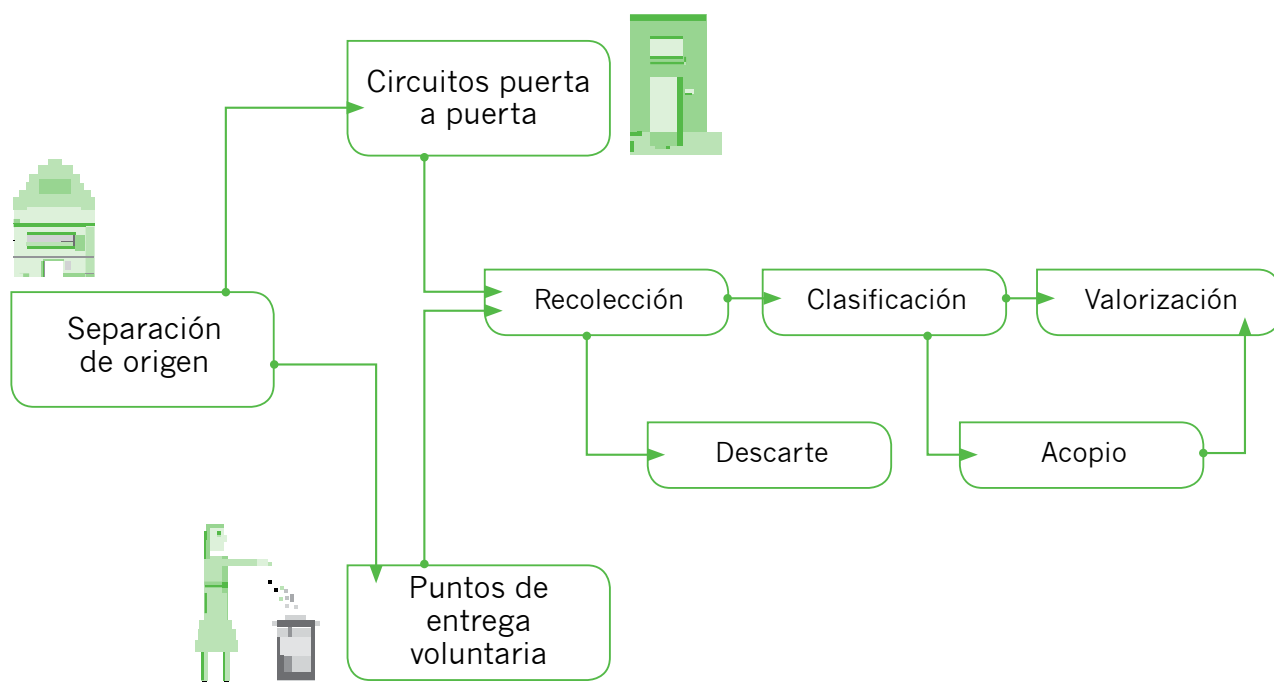 Circuitos puerta
a puerta
Separación
de origen
Recolección
Clasificación
Valorización
Descarte
Acopio
Puntos de
entrega
voluntaria